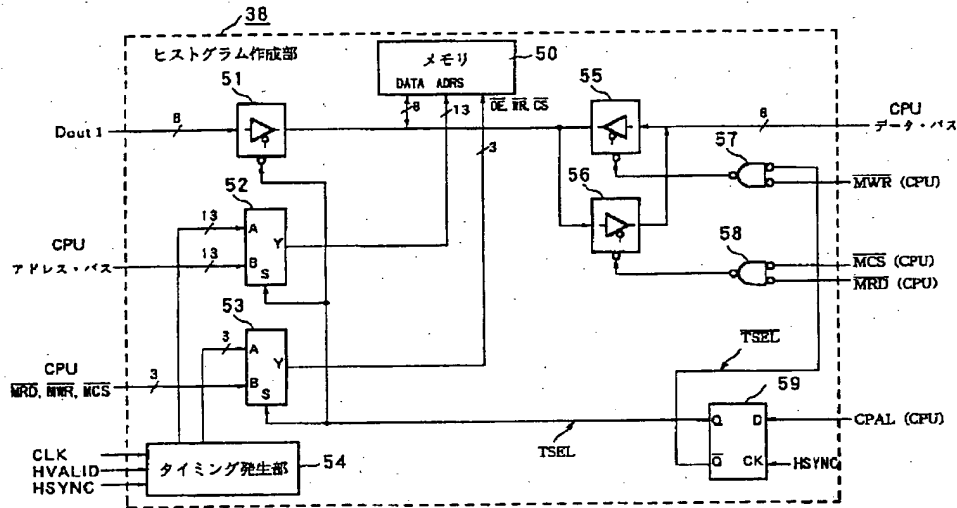 38
ヒストグラム作成部
メモリ
50
DATA ADRS
OE, WR, CS
8
13
3
51
Dout 1
8
55
CPU
8
データ・バス
57
MWR (CPU)
56
58
MCS (CPU)
MRD (CPU)
52
13
A
Y
CPU
13
B
アドレス・バス
S
53
3
A
Y
CPU
3
B
MRD, MWR, MCS
S
TSEL
59
Q
D
CPAL (CPU)
TSEL
Q
CK
HSYNC
CLK
HVALID
HSYNC
タイミング発生部
54